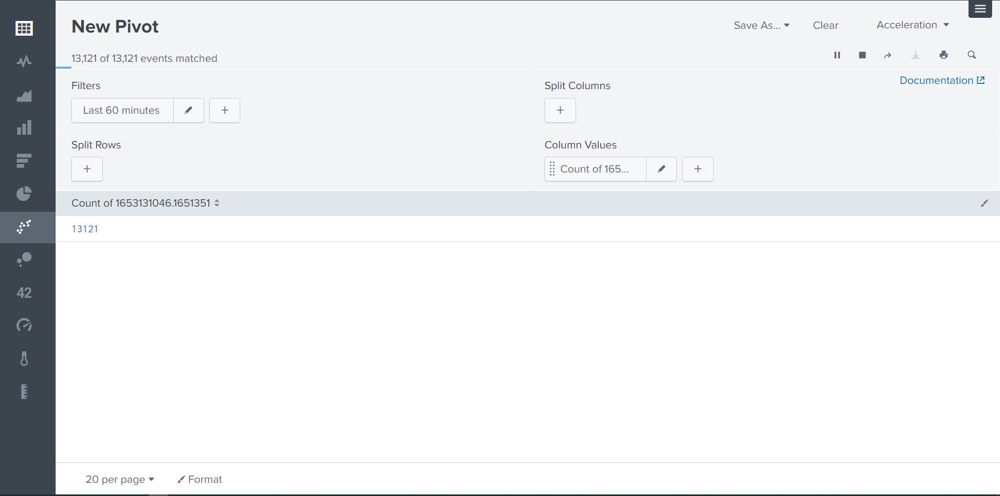 New Pivot
Save As...
Clear
Acceleration
13,121 of 13,121 events matched
Filters
Split Columns
Documentation
Last 60 minutes
+
+
Split Rows
Column Values
+
Count of 165...
+
Count of 1653131046.1651351
13121
42
20 per page
Format